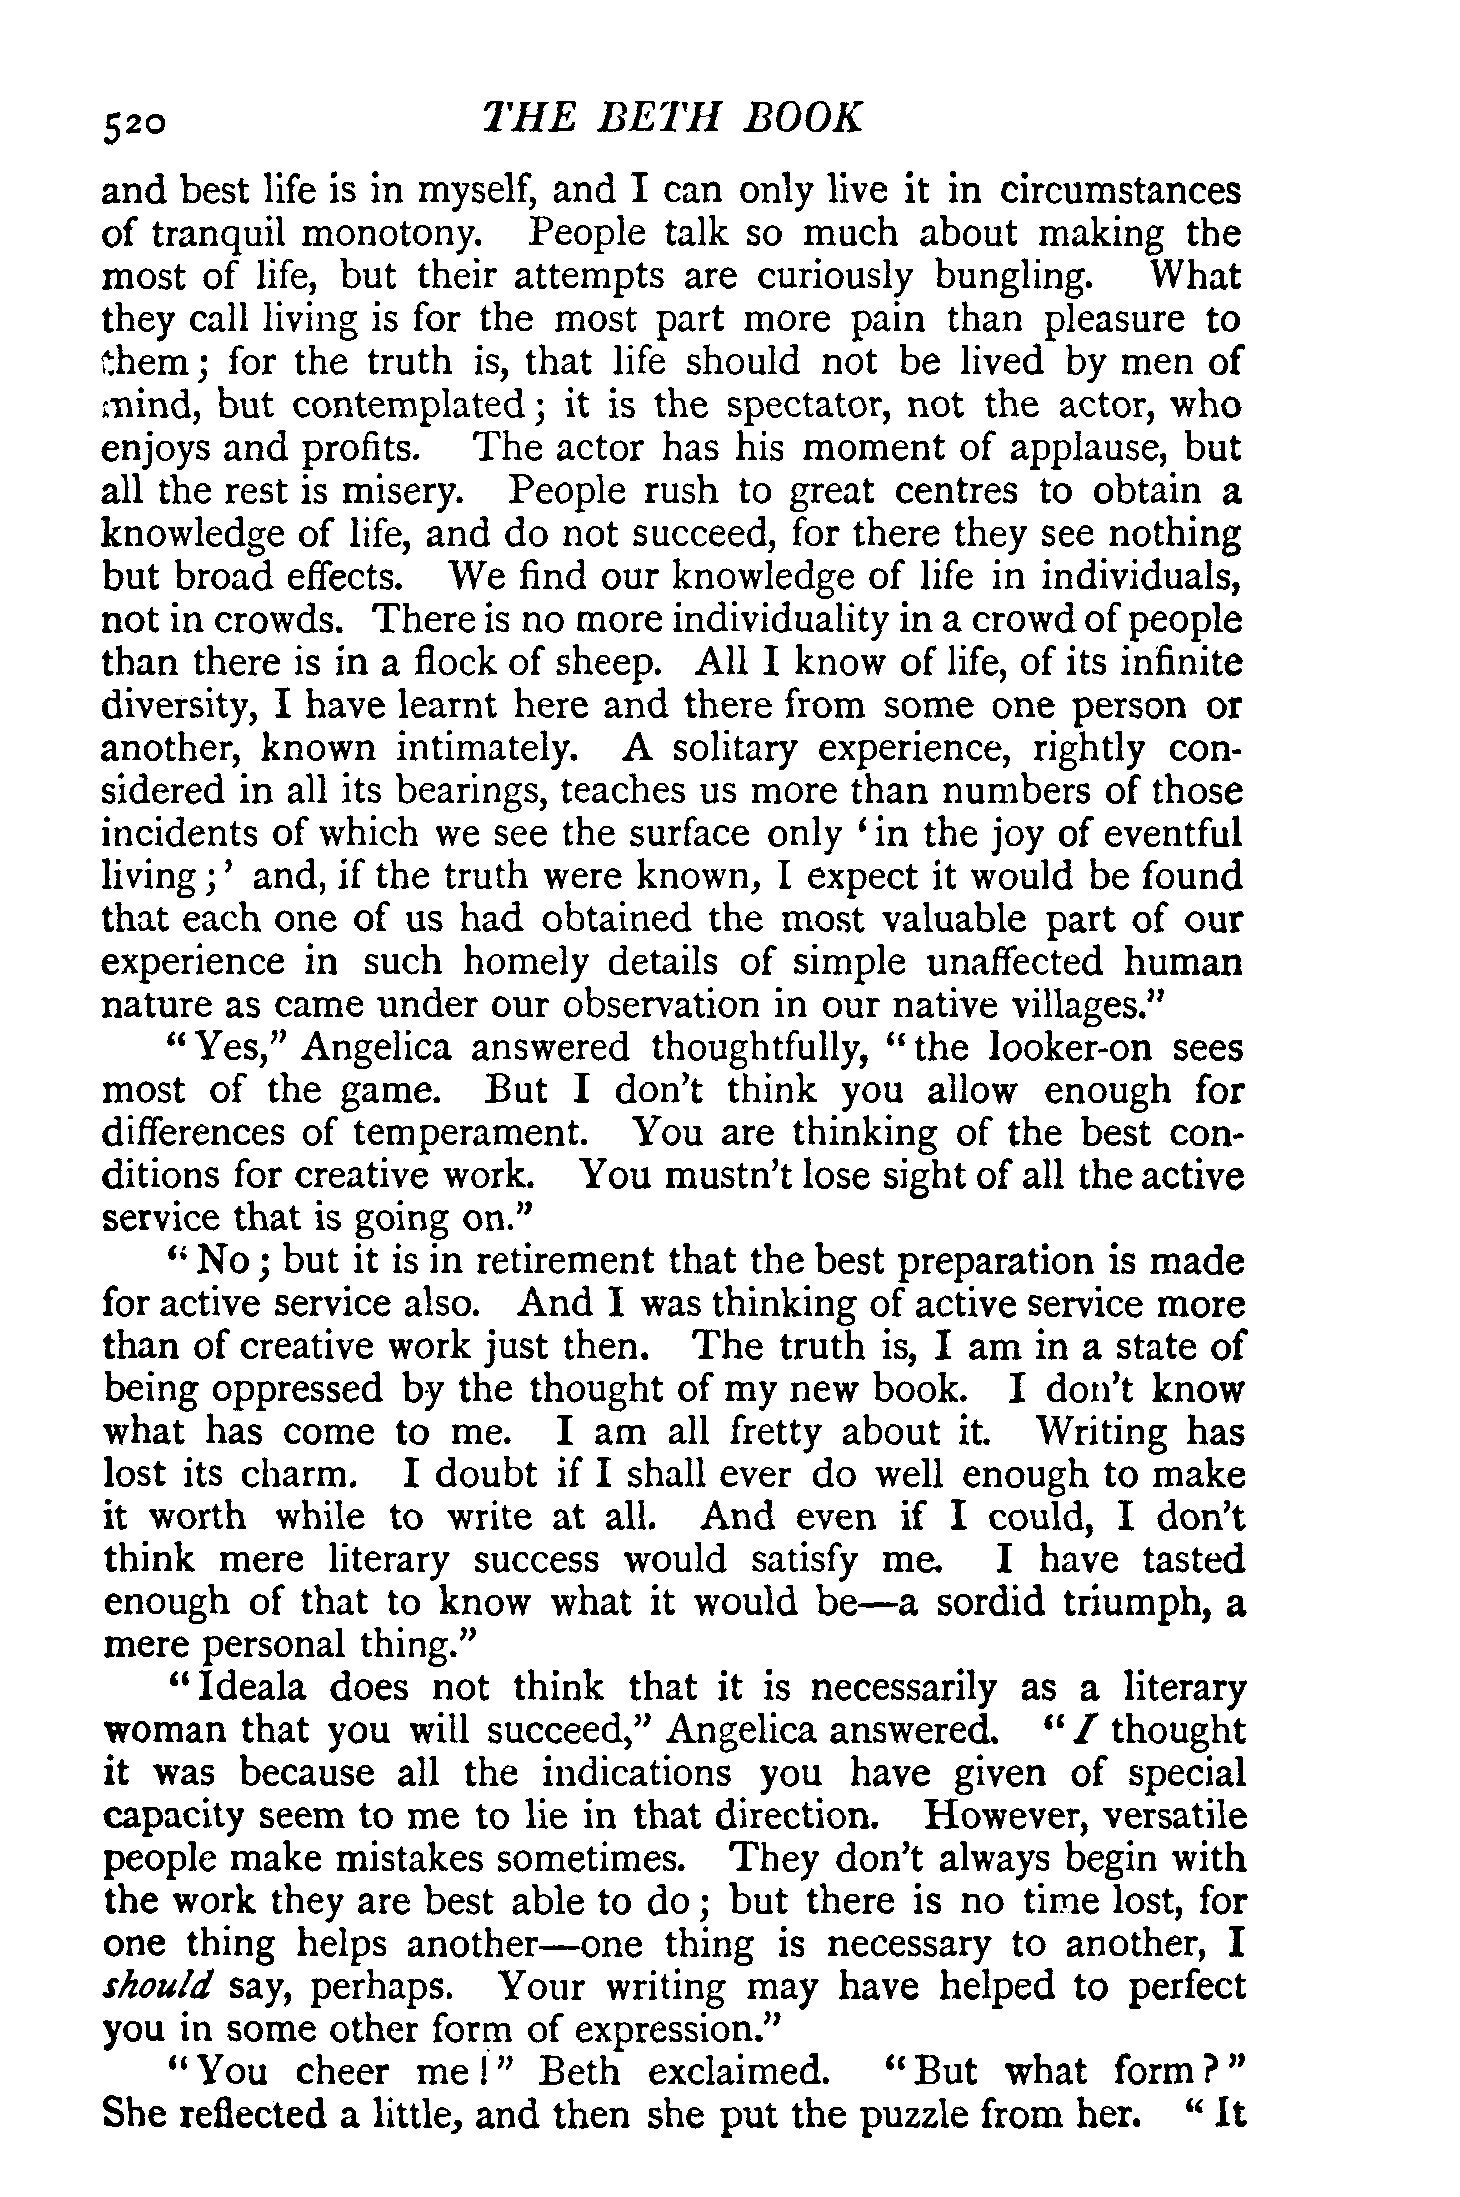 520 THE BETH BOOK
and best life is in myself, and I can only live it in circumstances
of tranquil monotony. People talk so much about making the
most of life, but their attempts are curiously bungling. What
they call living is for the most part more pain than pleasure to
them; for the truth is, that life should not be lived by men of
mind, but contemplated; it is the spectator, not the actor, who
enjoys and profits. The actor has his moment of applause, but
all the rest is misery. People rush to great centres to obtain a
knowledge of life, and do not succeed, for there they see nothing
but broad effects. We find our knowledge of life in individuals,
not in crowds. There is no more individuality in a crowd of people
than there is in a flock of sheep. All I know of life, of its infinite
diversity, I have learnt here and there from some one person or
another, known intimately. A solitary experience, rightly con-
sidered in all its bearings, teaches us more than numbers of those
incidents of which we see the surface only ‘in the joy of eventful
living;’ and, if the truth were known, I expect it would be found
that each one of us had obtained the most valuable part of our
experience in such homely details of simple unaffected human
nature as came under our observation in our native villages.”
“Yes,” Angelica answered thoughtfully, “the looker-on sees
most of the game. But I don’t think you allow enough for
differences of temperament. You are thinking of the best con-
ditions for creative work. You mustn’t lose sight of all the active
service that is going on.”
“No; but it is in retirement that the best preparation is made
for active service also. And I was thinking of active service more
than of creative work just then. The truth is, I am in a state of
being oppressed by the thought of my new book. I don’t know
what has come to me. I am all fretty about it. Writing has
lost its charm. I doubt if I shall ever do well enough to make
it worth while to write at all. And even if I could, I don’t
think mere literary success would satisfy me. I have tasted
enough of that to know what it would be—a sordid triumph, a
mere personal thing.”
“Ideala does not think that it is necessarily as a literary
woman that you will succeed,” Angelica answered. “I thought
it was because all the indications you have given of special
capacity seem to me to lie in that direction. However, versatile
people make mistakes sometimes. They don’t always begin with
the work they are best able to do; but there is no time lost, for
one thing helps another—one thing is necessary to another, I
should say, perhaps. Your writing may have helped to perfect
you in some other form of expression.”
“You cheer me!” Beth exclaimed. “But what form?”
She reflected a little, and then she put the puzzle from her. “It